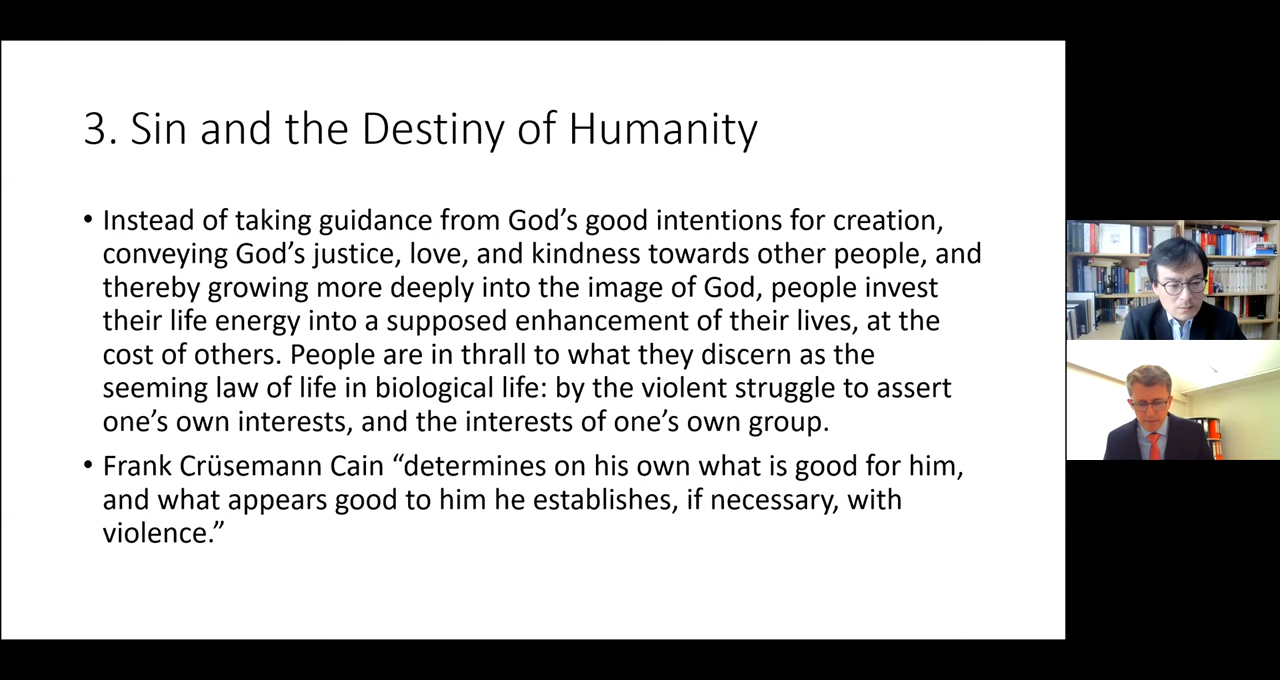 3. Sin and the Destiny of Humanity
• Instead of taking guidance from God’s good intentions for creation,
conveying God’s justice, love, and kindness towards other people, and
thereby growing more deeply into the image of God, people invest
their life energy into a supposed enhancement of their lives, at the
cost of others. People are in thrall to what they discern as the
seeming law of life in biological life: by the violent struggle to assert
one’s own interests, and the interests of one’s own group.
• Frank Crüsemann Cain “determines on his own what is good for him,
and what appears good to him he establishes, if necessary, with
violence.”